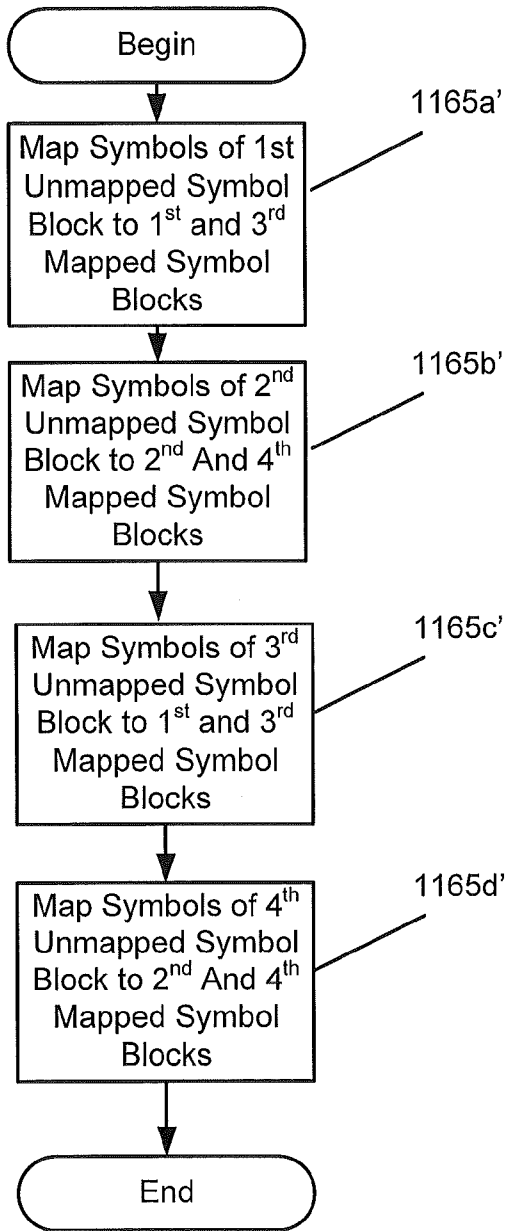 Begin
1165a’
Map Symbols of 1st
Unmapped Symbol
Block to 1st and 3rd
Mapped Symbol
Blocks
1165b’
Map Symbols of 2nd
Unmapped Symbol
Block to 2nd And 4th
Mapped Symbol
Blocks
1165c’
Map Symbols of 3rd
Unmapped Symbol
Block to 1st and 3rd
Mapped Symbol
Blocks
1165d’
Map Symbols of 4th
Unmapped Symbol
Block to 2nd And 4th
Mapped Symbol
Blocks
End